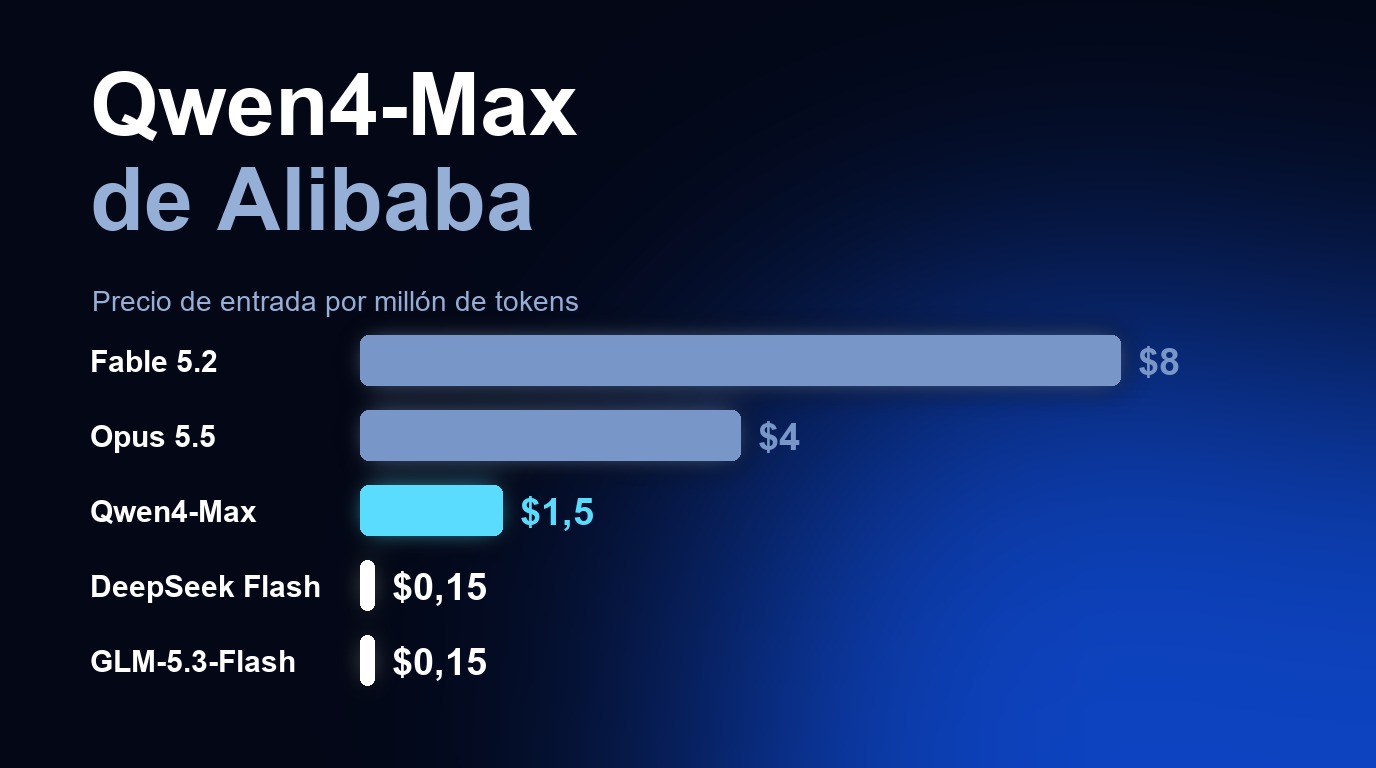 Qwen4-Max
de Alibaba
Precio de entrada por millón de tokens
Fable 5.2 $8
Opus 5.5 $4
Qwen4-Max $1,5
DeepSeek Flash $0,15
GLM-5.3-Flash $0,15